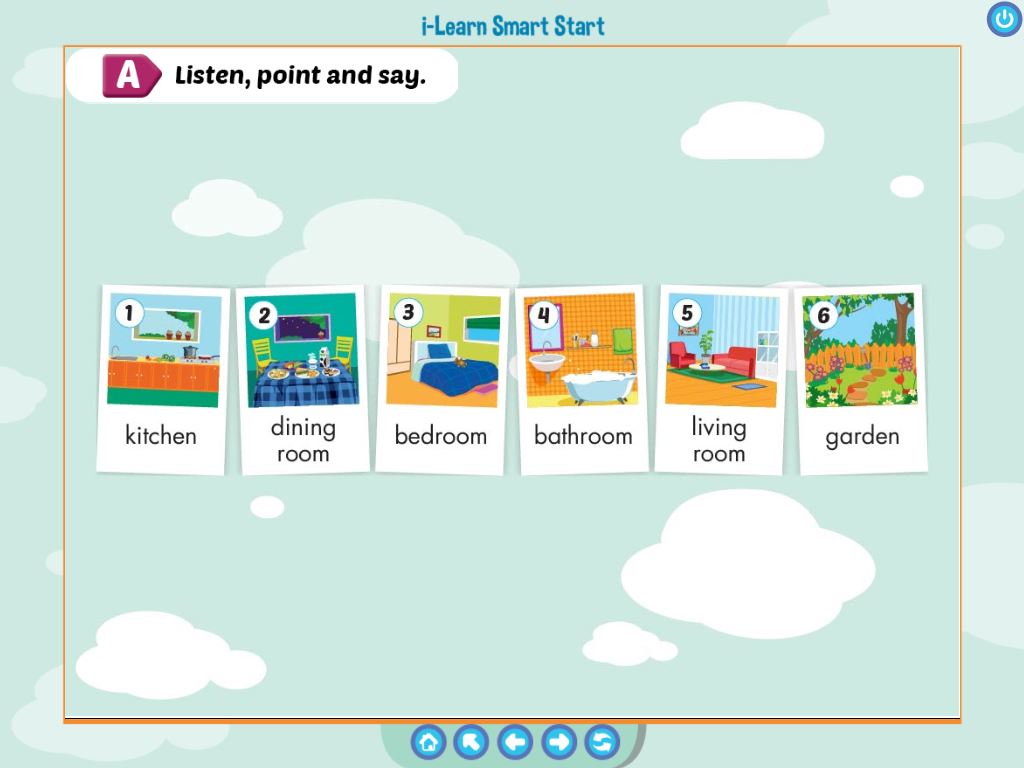 i-Learn Smart Start
A Listen, point and say.
1
kitchen
2
dining
room
3
bedroom
4
bathroom
5
living
room
6
garden